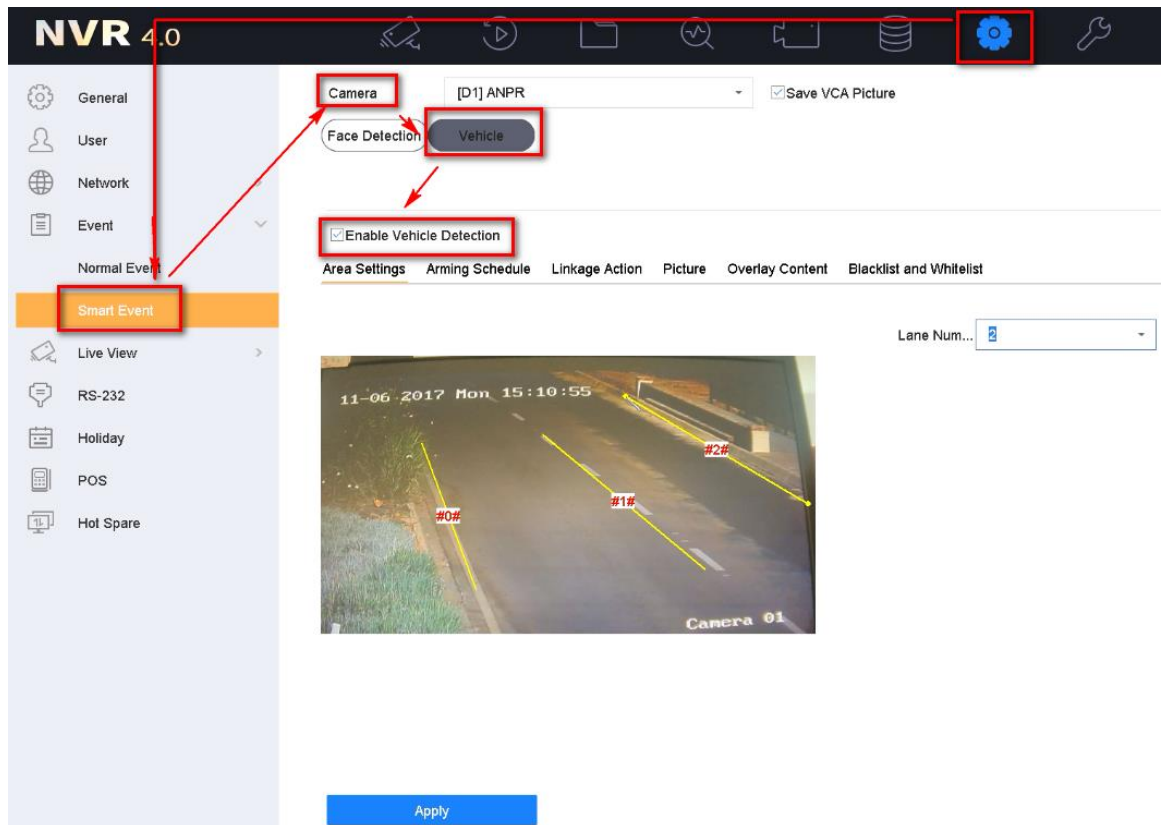 NVR 4.0
General
User
Network
Event
Normal Event
Smart Event
Live View
RS-232
Holiday
POS
Hot Spare
Camera [D1] ANPR Save VCA Picture
Face Detection Vehicle
Enable Vehicle Detection
Area Settings Arming Schedule Linkage Action Picture Overlay Content Blacklist and Whitelist
Lane Num... 2
11-06 2017 Mon 15:10:55
#2#
#1#
#0#
Camera 01
Apply